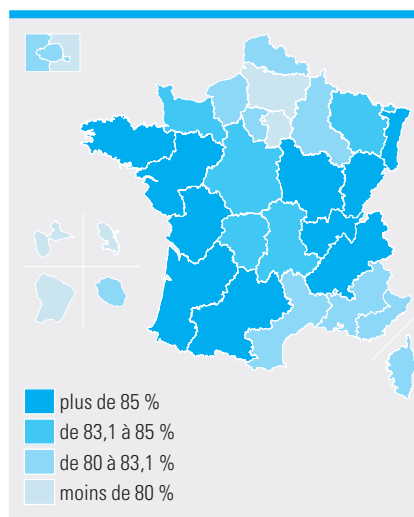 plus de 85 %
de 83,1 à 85 %
de 80 à 83,1 %
moins de 80 %